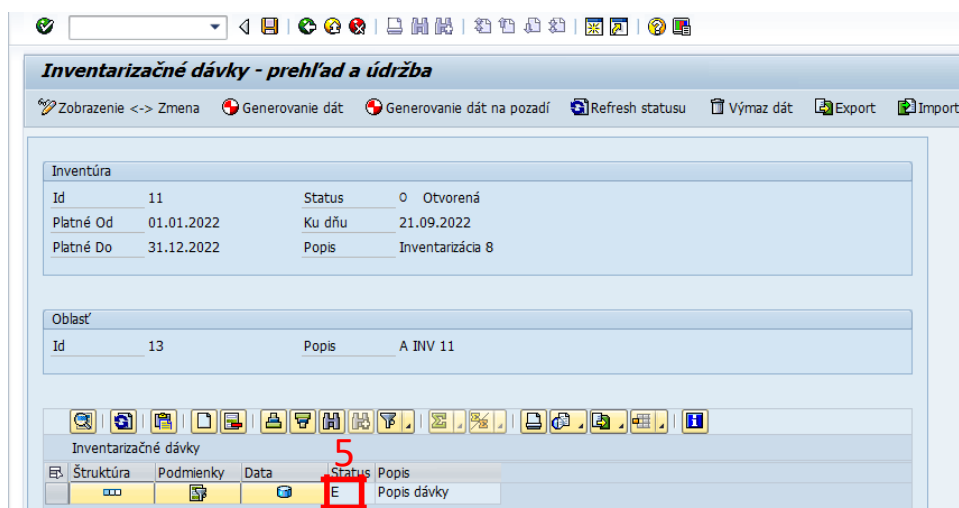 Inventarizačné dávky - prehľad a údržba
Zobrazenie <-> Zmena Generovanie dát Generovanie dát na pozadí Refresh statusu Výmaz dát Export Import
Inventúra
Id 11 Status O Otvorená
Platné Od 01.01.2022 Ku dňu 21.09.2022
Platné Do 31.12.2022 Popis Inventarizácia 8
Oblasť
Id 13 Popis A INV 11
Inventarizačné dávky
5
Štruktúra Podmienky Data Status Popis
E Popis dávky